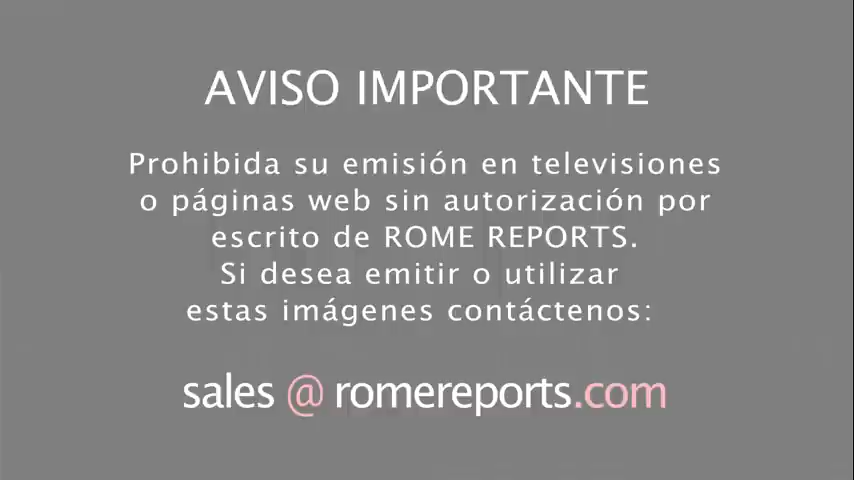 AVISO IMPORTANTE
Prohibida su emisión en televisiones
o páginas web sin autorización por
escrito de ROME REPORTS.
Si desea emitir o utilizar
estas imágenes contáctenos:
sales @ romereports.com